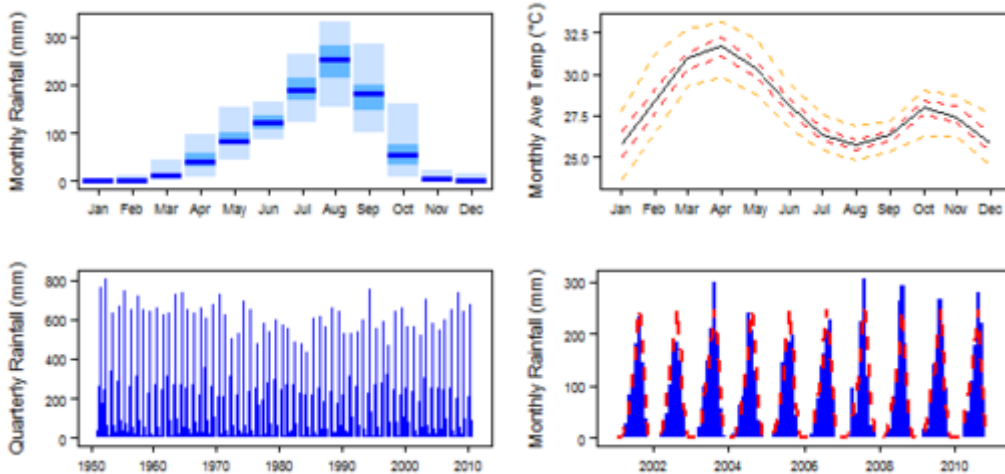 Monthly Rainfall (mm)
300
200
100
0
Jan Feb Mar Apr May Jun Jul Aug Sep Oct Nov Dec
Monthly Ave Temp (°C)
32.5
30.0
27.5
25.0
Jan Feb Mar Apr May Jun Jul Aug Sep Oct Nov Dec
Quarterly Rainfall (mm)
800
600
400
200
0
1950 1960 1970 1980 1990 2000 2010
Monthly Rainfall (mm)
300
200
100
0
2002 2004 2006 2008 2010